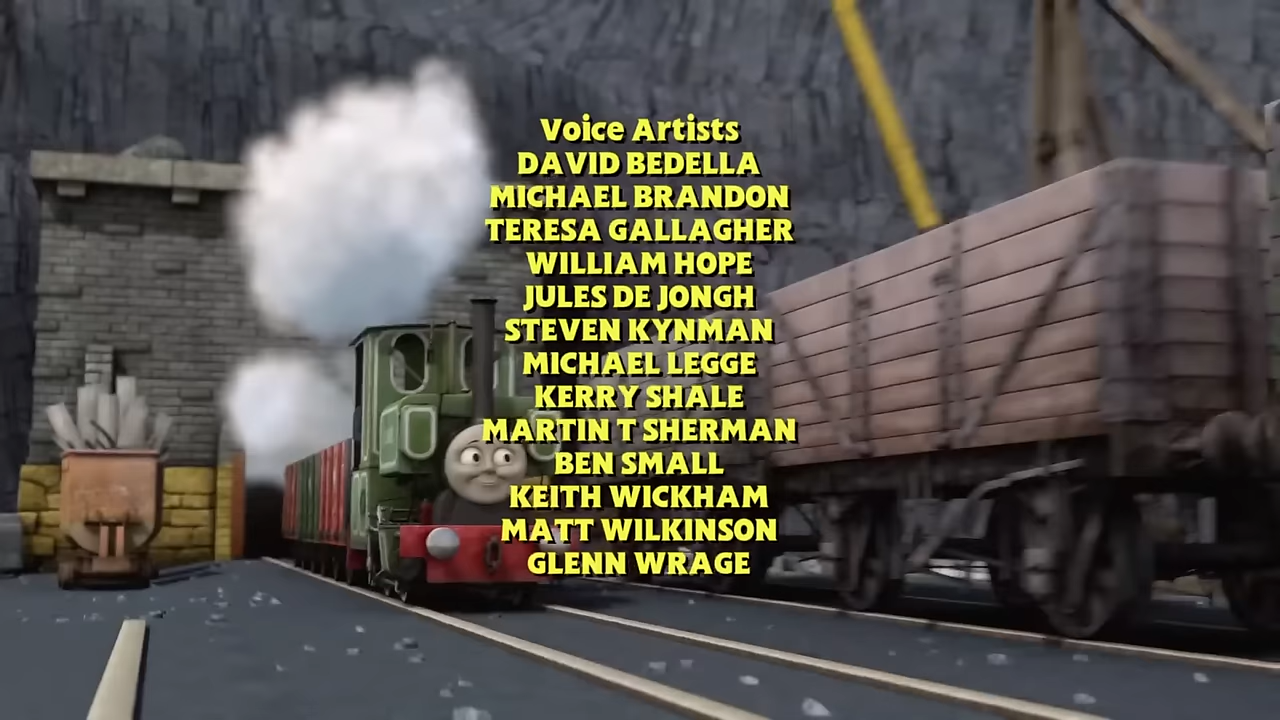 Voice Artists
DAVID BEDELLA
MICHAEL BRANDON
TERESA GALLAGHER
WILLIAM HOPE
JULES DE JONGH
STEVEN KYNMAN
MICHAEL LEGGE
KERRY SHALE
MARTIN T SHERMAN
BEN SMALL
KEITH WICKHAM
MATT WILKINSON
GLENN WRAGE